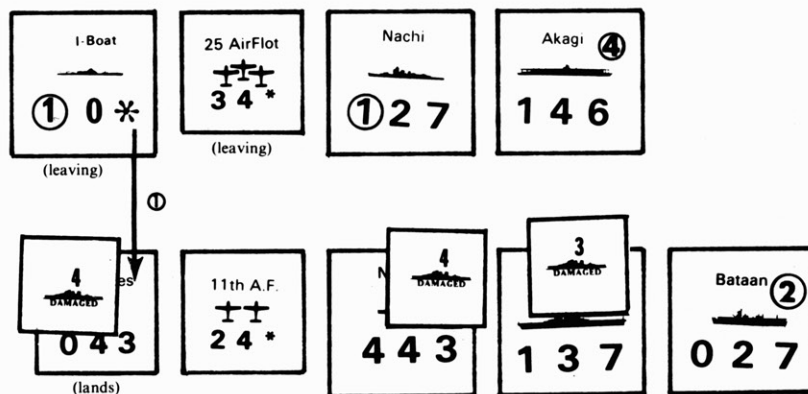 I-Boat
① 0 *
(leaving)
25 AirFlot
3 4 *
(leaving)
Nachi
① 2 7
Akagi ④
1 4 6
①
4
DAMAGED
es
0 4 3
(lands)
11th A.F.
2 4 *
N
4
DAMAGED
4 4 3
3
DAMAGED
1 3 7
Bataan ②
0 2 7